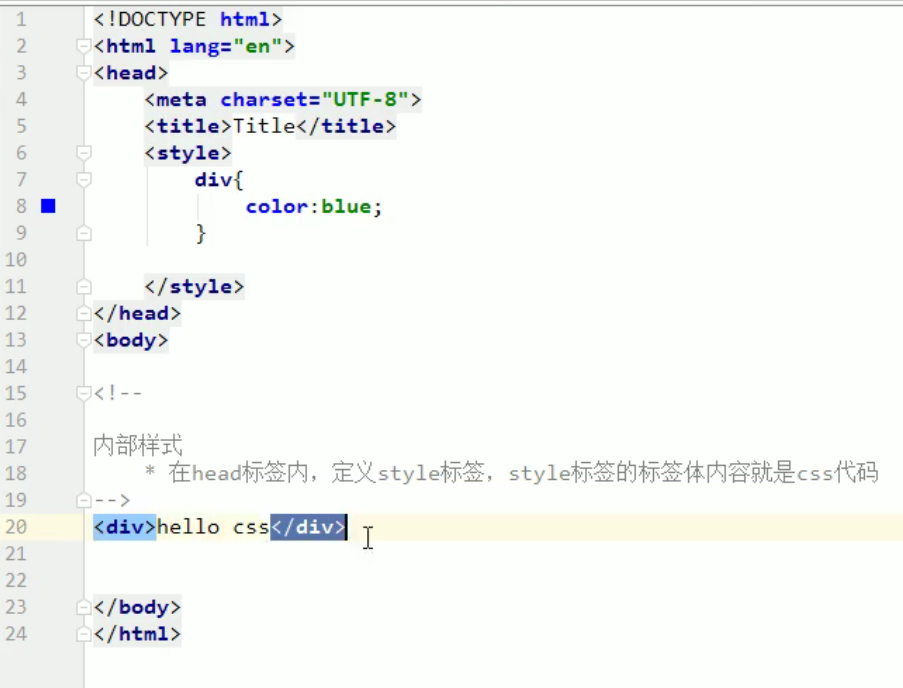 1 <!DOCTYPE html>
2 <html lang="en">
3 <head>
4     <meta charset="UTF-8">
5     <title>Title</title>
6     <style>
7         div{
8             color:blue;
9         }
10
11     </style>
12 </head>
13 <body>
14
15 <!--
16
17 内部样式
18     * 在head标签内，定义style标签，style标签的标签体内容就是css代码
19 -->
20 <div>hello css</div>
21
22
23 </body>
24 </html>